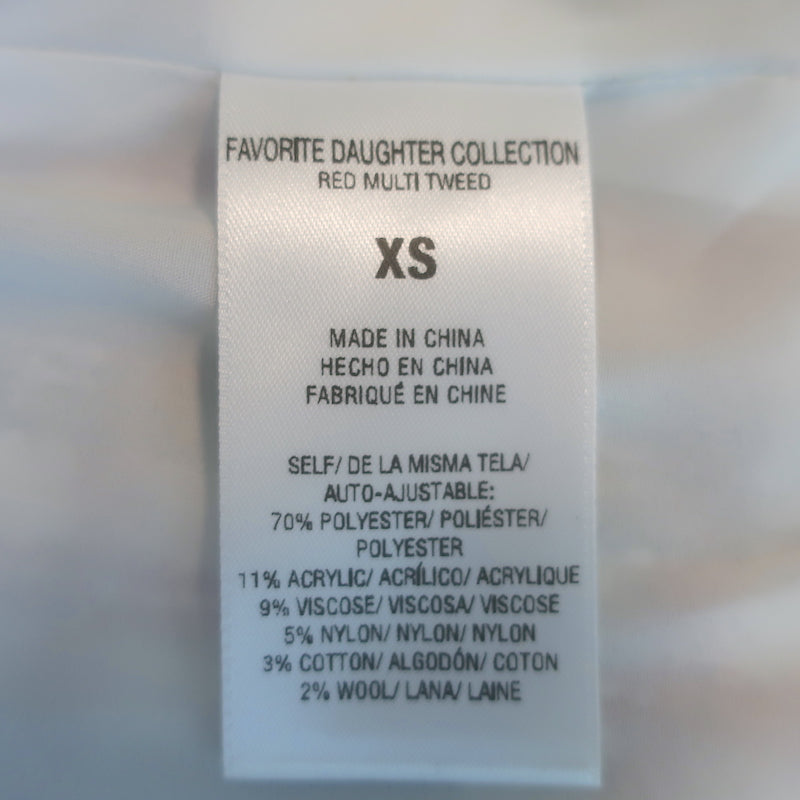 FAVORITE DAUGHTER COLLECTION
RED MULTI TWEED
XS
MADE IN CHINA
HECHO EN CHINA
FABRIQUÉ EN CHINE
SELF/ DE LA MISMA TELA/
AUTO-AJUSTABLE:
70% POLYESTER/ POLIÉSTER/
POLYESTER
11% ACRYLIC/ ACRÍLICO/ ACRYLIQUE
9% VISCOSE/ VISCOSA/ VISCOSE
5% NYLON/ NYLON/ NYLON
3% COTTON/ ALGODÓN/ COTON
2% WOOL/ LANA/ LAINE